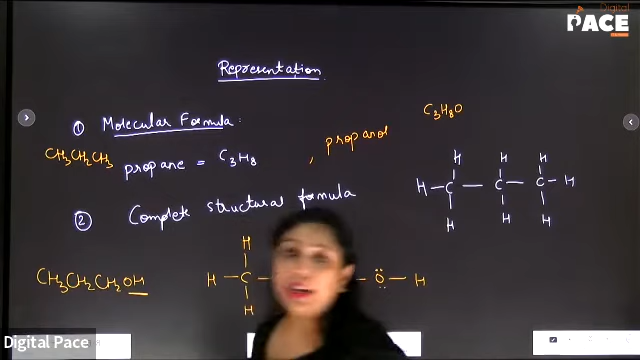 Digital
PACE
Representation
① Molecular Formula:
C3H8O
CH3CH2CH3 propane = C3H8 , propanol
② Complete structural formula
H H H
H – C – C – C – H
H H H
CH3CH2CH2OH
H
H – C – – O – H
H
Digital Pace